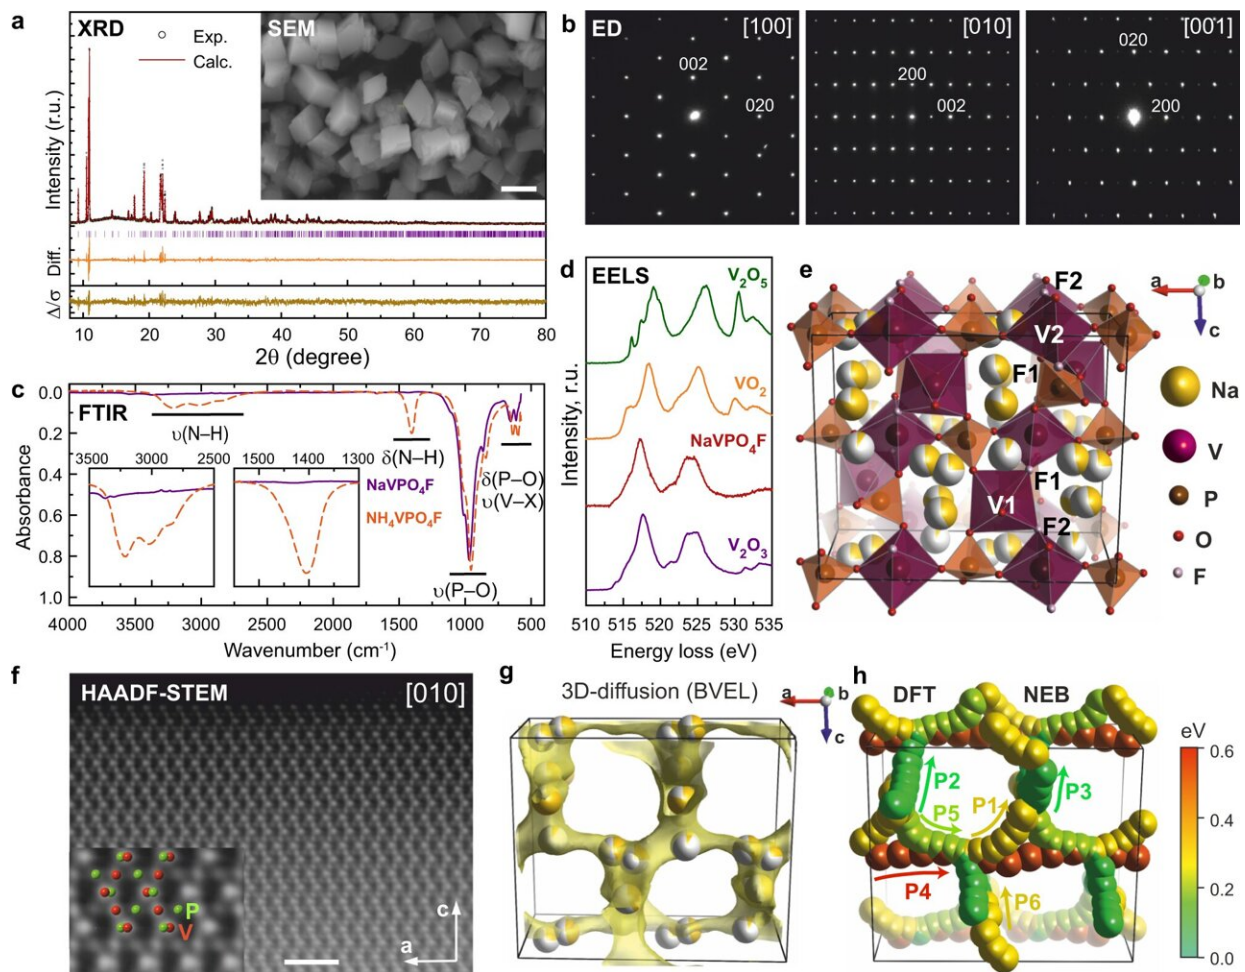 a XRD
Exp.
Calc.
SEM
Intensity (r.u.)
Diff.
Δ/σ
10 20 30 40 50 60 70 80
2θ (degree)
b ED
[100]
002
020
[010]
200
002
[001]
020
200
c FTIR
0.0
0.2
0.4
0.6
0.8
1.0
Absorbance
υ(N–H)
δ(N–H)
δ(P–O)
υ(V–X)
NaVPO₄F
NH₄VPO₄F
υ(P–O)
3500 3000 2500
1500 1400 1300
4000 3500 3000 2500 2000 1500 1000 500
Wavenumber (cm⁻¹)
d EELS
V₂O₅
VO₂
NaVPO₄F
V₂O₃
Intensity, r.u.
510 515 520 525 530 535
Energy loss (eV)
e
F2
V2
F1
F1
V1
F2
a b
c
Na
V
P
O
F
f HAADF-STEM
[010]
P
V
c
a
g 3D-diffusion (BVEL)
a b
c
h DFT NEB
P2
P5
P1
P3
P4
P6
eV
0.6
0.4
0.2
0.0